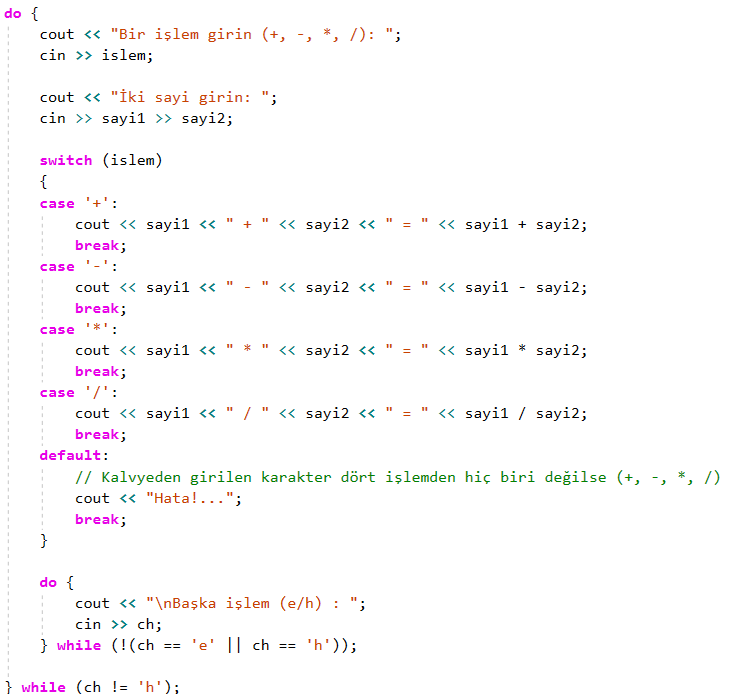 do {
    cout << "Bir işlem girin (+, -, *, /): ";
    cin >> islem;

    cout << "İki sayi girin: ";
    cin >> sayi1 >> sayi2;

    switch (islem)
    {
    case '+':
        cout << sayi1 << " + " << sayi2 << " = " << sayi1 + sayi2;
        break;
    case '-':
        cout << sayi1 << " - " << sayi2 << " = " << sayi1 - sayi2;
        break;
    case '*':
        cout << sayi1 << " * " << sayi2 << " = " << sayi1 * sayi2;
        break;
    case '/':
        cout << sayi1 << " / " << sayi2 << " = " << sayi1 / sayi2;
        break;
    default:
        // Kalvyeden girilen karakter dört işlemden hiç biri değilse (+, -, *, /)
        cout << "Hata!...";
        break;
    }

    do {
        cout << "\nBaşka işlem (e/h) : ";
        cin >> ch;
    } while (!(ch == 'e' || ch == 'h'));

} while (ch != 'h');